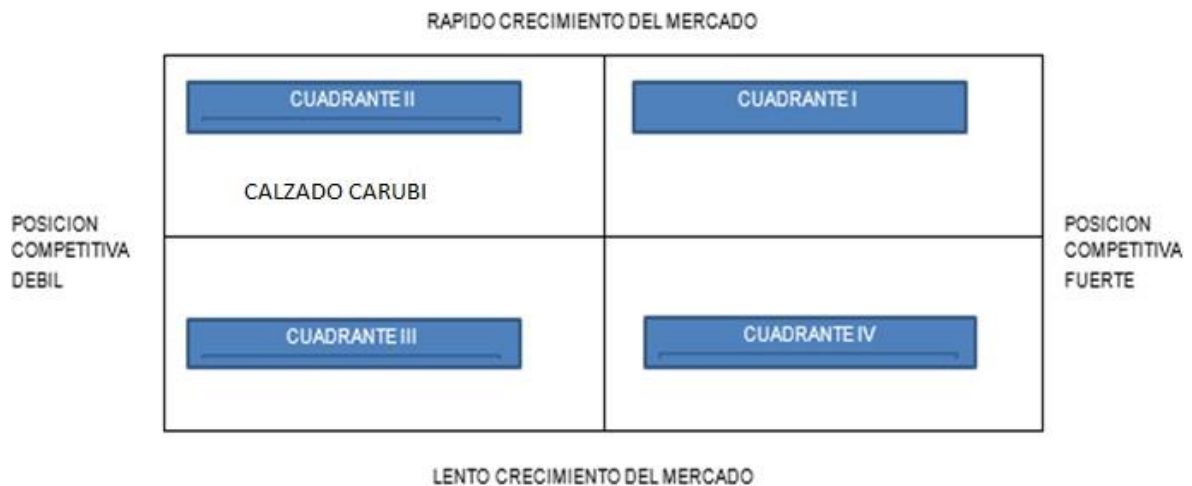 RAPIDO CRECIMIENTO DEL MERCADO
CUADRANTE II
CUADRANTE I
CALZADO CARUBI
POSICION
COMPETITIVA
DEBIL
POSICION
COMPETITIVA
FUERTE
CUADRANTE III
CUADRANTE IV
LENTO CRECIMIENTO DEL MERCADO